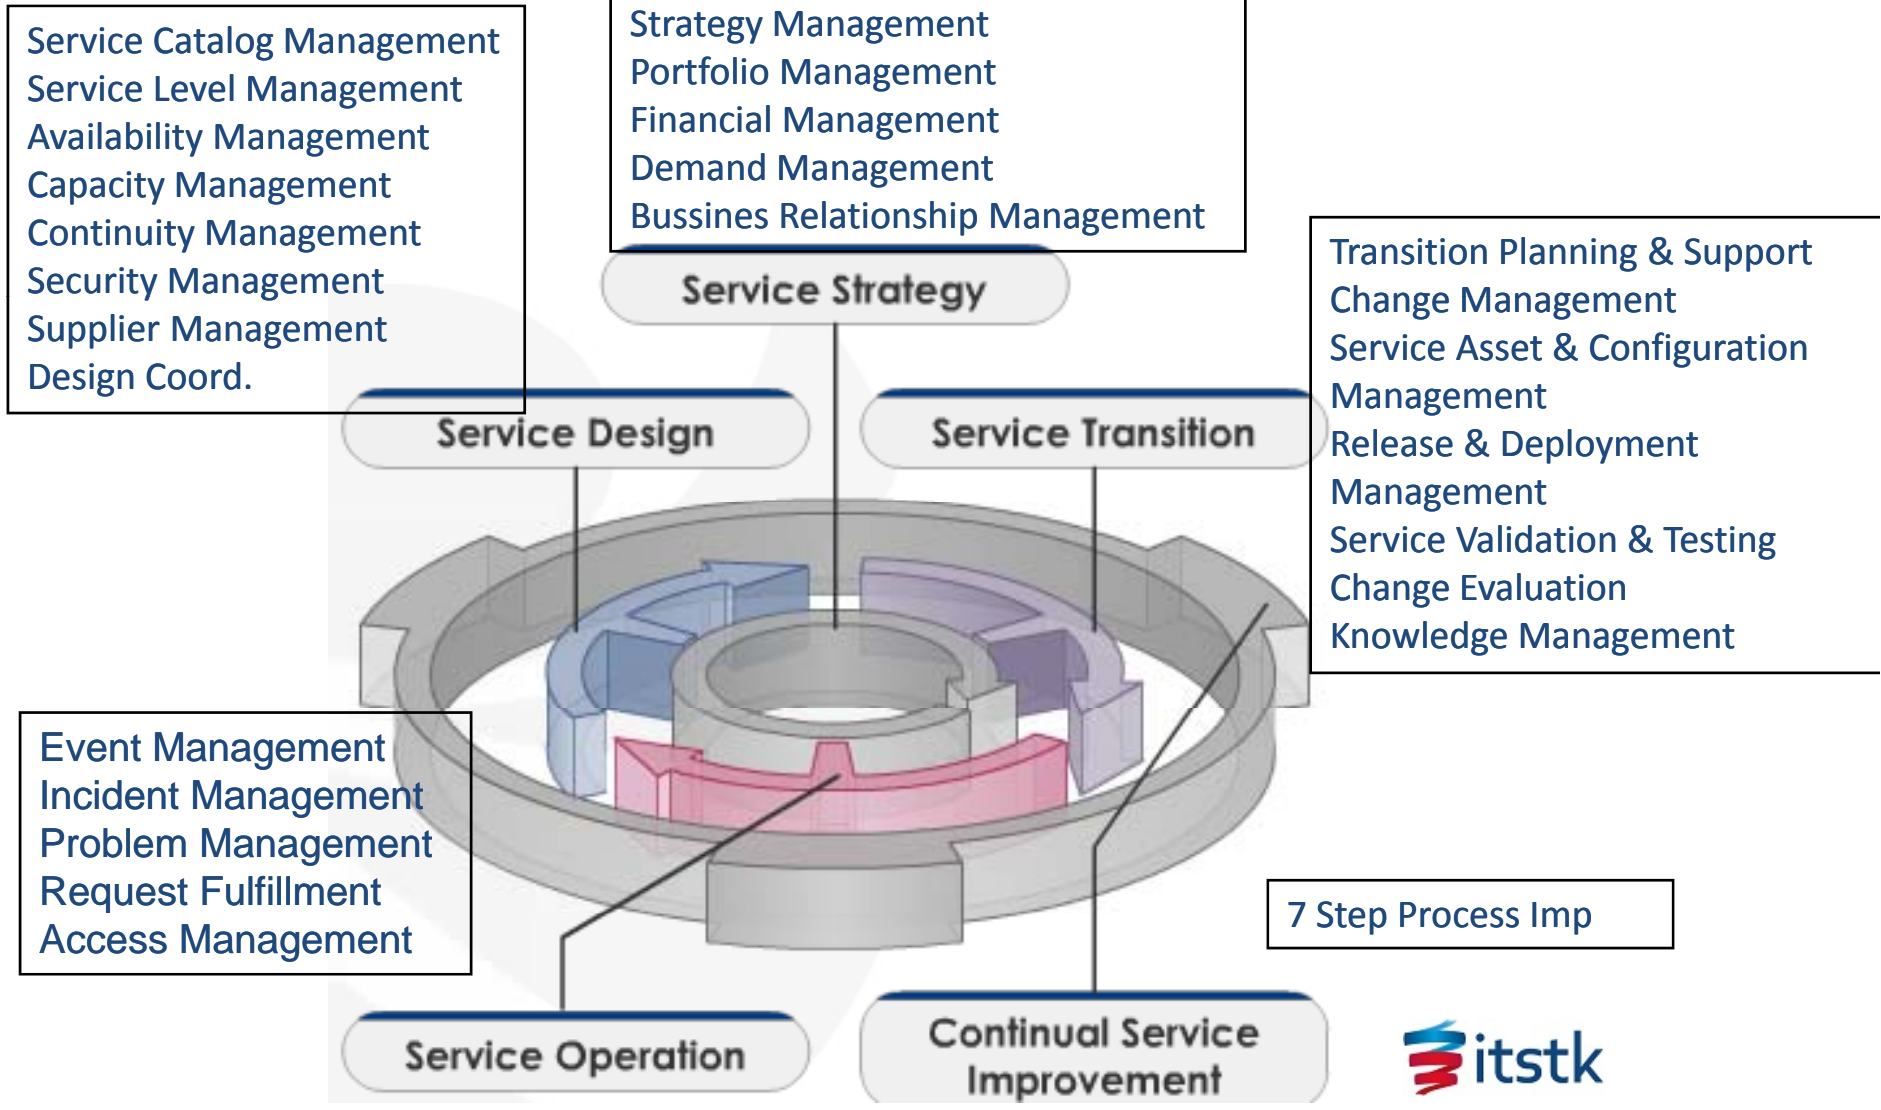 Service Catalog Management
Service Level Management
Availability Management
Capacity Management
Continuity Management
Security Management
Supplier Management
Design Coord.
Strategy Management
Portfolio Management
Financial Management
Demand Management
Bussines Relationship Management
Transition Planning & Support
Change Management
Service Asset & Configuration
Management
Release & Deployment
Management
Service Validation & Testing
Change Evaluation
Knowledge Management
Service Strategy
Service Design
Service Transition
Event Management
Incident Management
Problem Management
Request Fulfillment
Access Management
7 Step Process Imp
Service Operation
Continual Service
Improvement
itstk